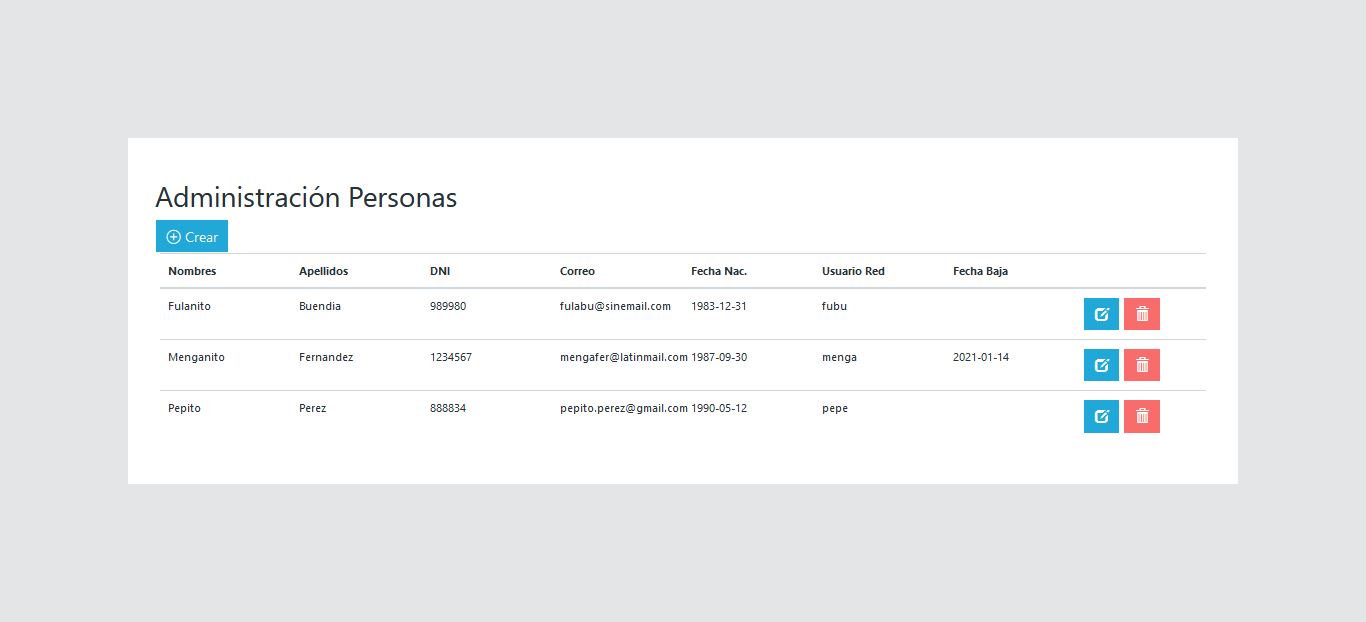 Administración Personas
Crear
Nombres Apellidos DNI Correo Fecha Nac. Usuario Red Fecha Baja
Fulanito Buendia 989980 fulabu@sinemail.com 1983-12-31 fubu
Menganito Fernandez 1234567 mengafer@latinmail.com 1987-09-30 menga 2021-01-14
Pepito Perez 888834 pepito.perez@gmail.com 1990-05-12 pepe